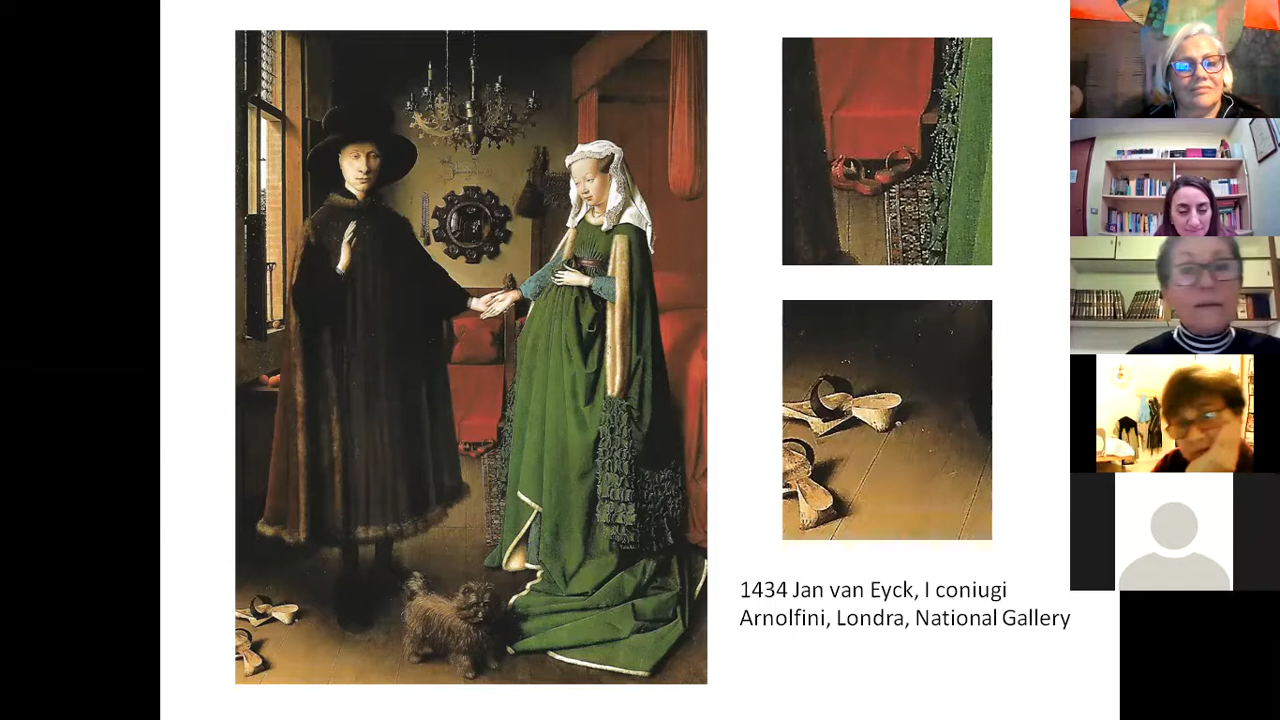 1434 Jan van Eyck, I coniugi
Arnolfini, Londra, National Gallery